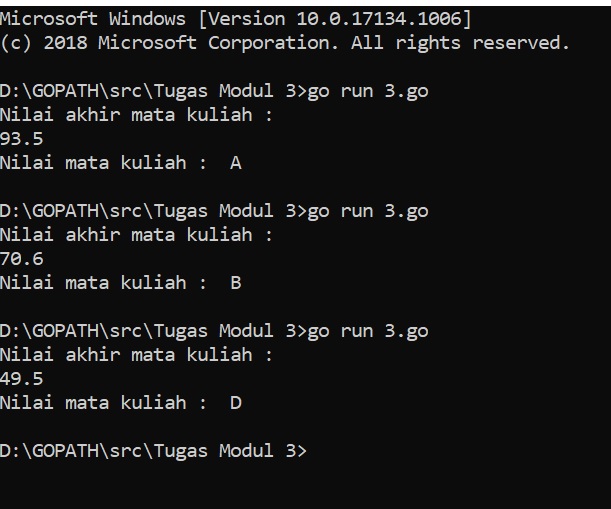 Microsoft Windows [Version 10.0.17134.1006]
(c) 2018 Microsoft Corporation. All rights reserved.
D:\GOPATH\src\Tugas Modul 3>go run 3.go
Nilai akhir mata kuliah :
93.5
Nilai mata kuliah :  A
D:\GOPATH\src\Tugas Modul 3>go run 3.go
Nilai akhir mata kuliah :
70.6
Nilai mata kuliah :  B
D:\GOPATH\src\Tugas Modul 3>go run 3.go
Nilai akhir mata kuliah :
49.5
Nilai mata kuliah :  D
D:\GOPATH\src\Tugas Modul 3>